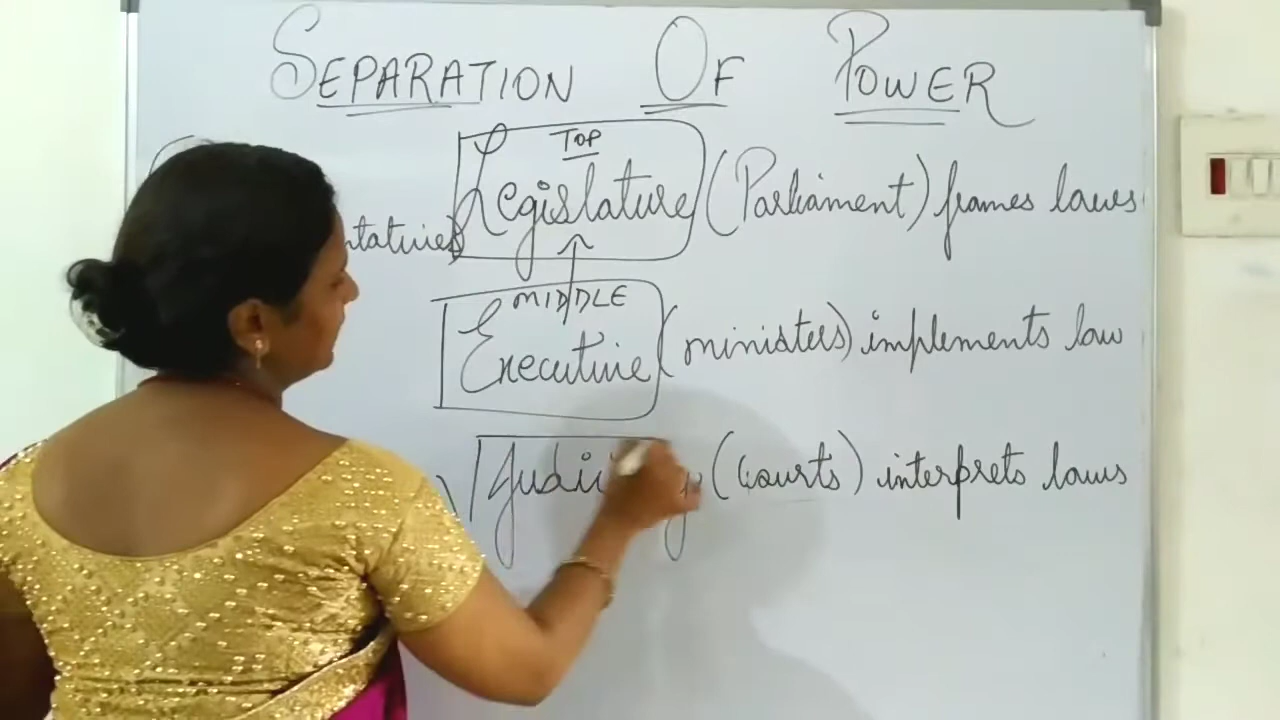 SEPARATION OF POWER
TOP
Legislature (Parliament) frames laws
MIDDLE
Executive (ministers) implements law
(courts) interprets laws